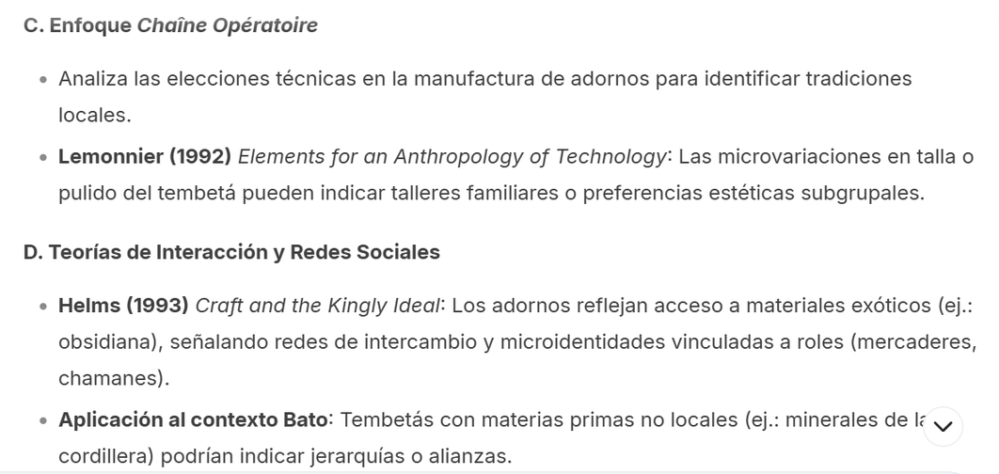 C. Enfoque Chaîne Opératoire
• Analiza las elecciones técnicas en la manufactura de adornos para identificar tradiciones
locales.
• Lemonnier (1992) Elements for an Anthropology of Technology: Las microvariaciones en talla o
pulido del tembetá pueden indicar talleres familiares o preferencias estéticas subgrupales.
D. Teorías de Interacción y Redes Sociales
• Helms (1993) Craft and the Kingly Ideal: Los adornos reflejan acceso a materiales exóticos (ej.:
obsidiana), señalando redes de intercambio y microidentidades vinculadas a roles (mercaderes,
chamanes).
• Aplicación al contexto Bato: Tembetás con materias primas no locales (ej.: minerales de la
cordillera) podrían indicar jerarquías o alianzas.